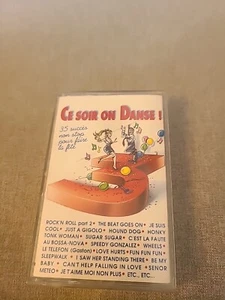 CE SOIR ON DANSE !
35 succès
non stop
pour faire
la fête
ROCK'N ROLL part 2 • THE BEAT GOES ON • JE SUIS
COOL • JUST A GIGOLO • HOUND DOG • HONKY
TONK WOMAN • SUGAR SUGAR • C'EST LA FAUTE
AU BOSSA-NOVA • SPEEDY GONZALEZ • WHEELS •
LE TELEFON (Gaston) • LOVE HURTS • FUN FUN FUN •
SLEEPWALK • I SAW HER STANDING THERE • BE MY
BABY • CAN'T HELP FALLING IN LOVE • SENOR
METEO • JE T'AIME MOI NON PLUS • ETC... ETC...